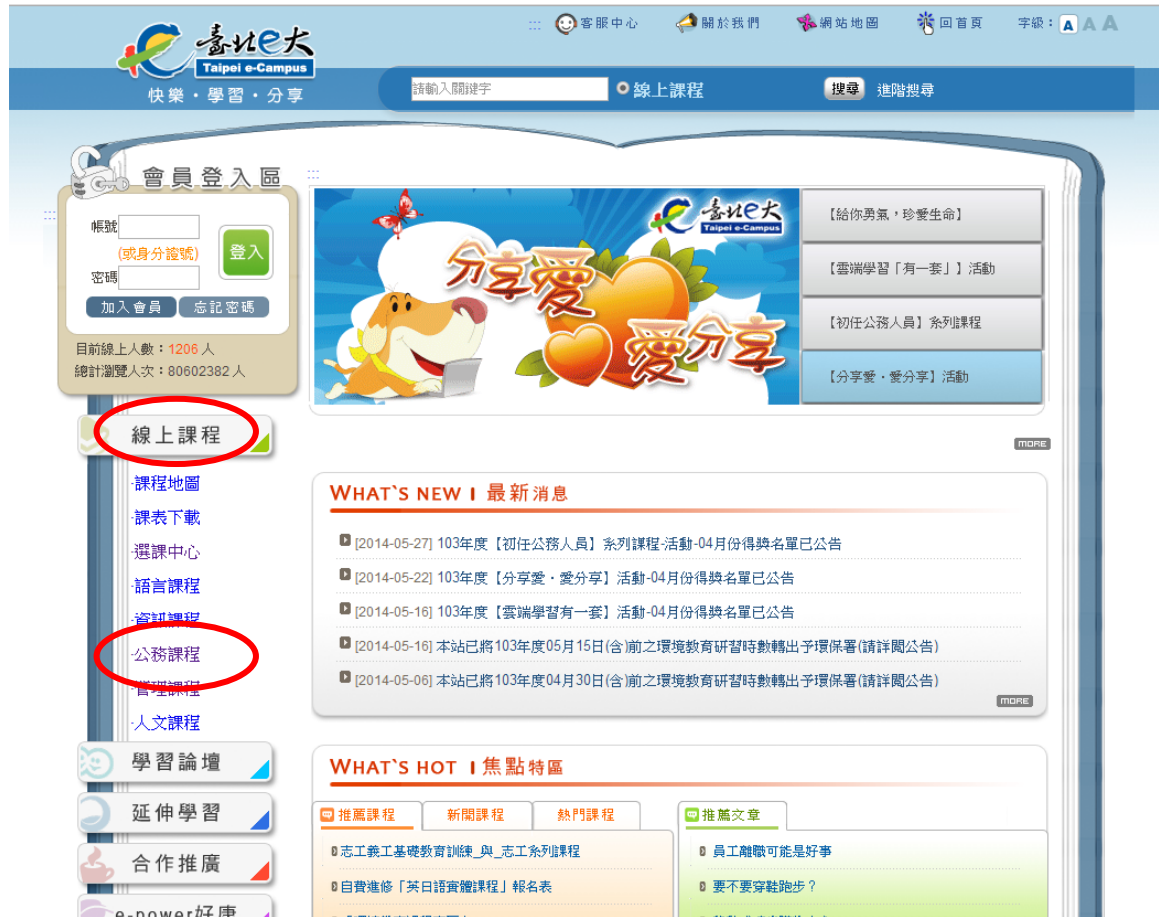 ::: 客服中心 關於我們 網站地圖 回首頁 字級：A A A
臺北e大
Taipei e-Campus
快樂・學習・分享
請輸入關鍵字 線上課程 搜尋 進階搜尋
會員登入區
:::
:::
帳號
(或身分證號)
登入
密碼
加入會員 忘記密碼
目前線上人數：1206 人
總計瀏覽人次：80602382 人
臺北e大
Taipei e-Campus
分享愛
愛分享
【給你勇氣，珍愛生命】
【雲端學習「有一套」】活動
【初任公務人員】系列課程
【分享愛・愛分享】活動
MORE
線上課程
·課程地圖
·課表下載
·選課中心
·語言課程
·資訊課程
·公務課程
·管理課程
·人文課程
學習論壇
延伸學習
合作推廣
e-power好康
WHAT`S NEW I 最新消息
[2014-05-27] 103年度【初任公務人員】系列課程-活動-04月份得獎名單已公告
[2014-05-22] 103年度【分享愛・愛分享】活動-04月份得獎名單已公告
[2014-05-16] 103年度【雲端學習有一套】活動-04月份得獎名單已公告
[2014-05-16] 本站已將103年度05月15日(含)前之環境教育研習時數轉出予環保署(請詳閱公告)
[2014-05-06] 本站已將103年度04月30日(含)前之環境教育研習時數轉出予環保署(請詳閱公告)
MORE
WHAT`S HOT I 焦點特區
推薦課程 新開課程 熱門課程
志工義工基礎教育訓練_與_志工系列課程
自費進修「英日語實體課程」報名表
推薦文章
員工離職可能是好事
要不要穿鞋跑步？